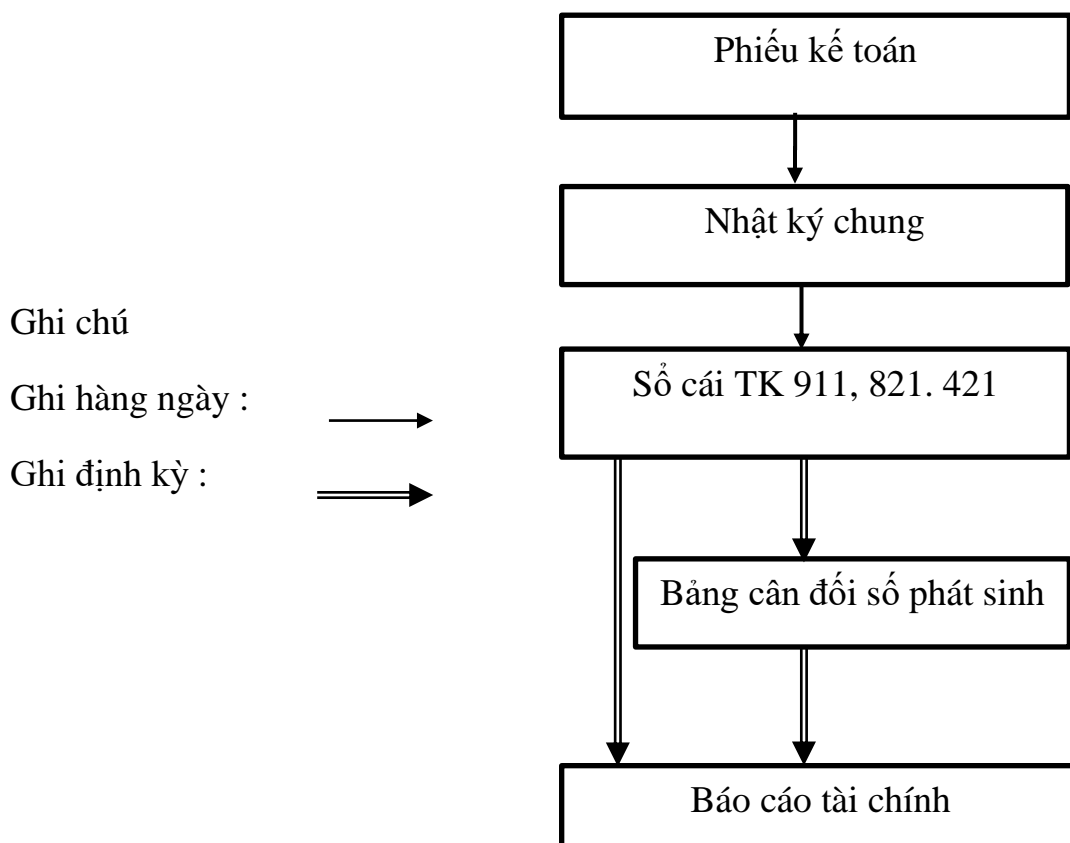 Phiếu kế toán
Nhật ký chung
Ghi chú
Sổ cái TK 911, 821. 421
Ghi hàng ngày :
Ghi định kỳ :
Bảng cân đối số phát sinh
Báo cáo tài chính